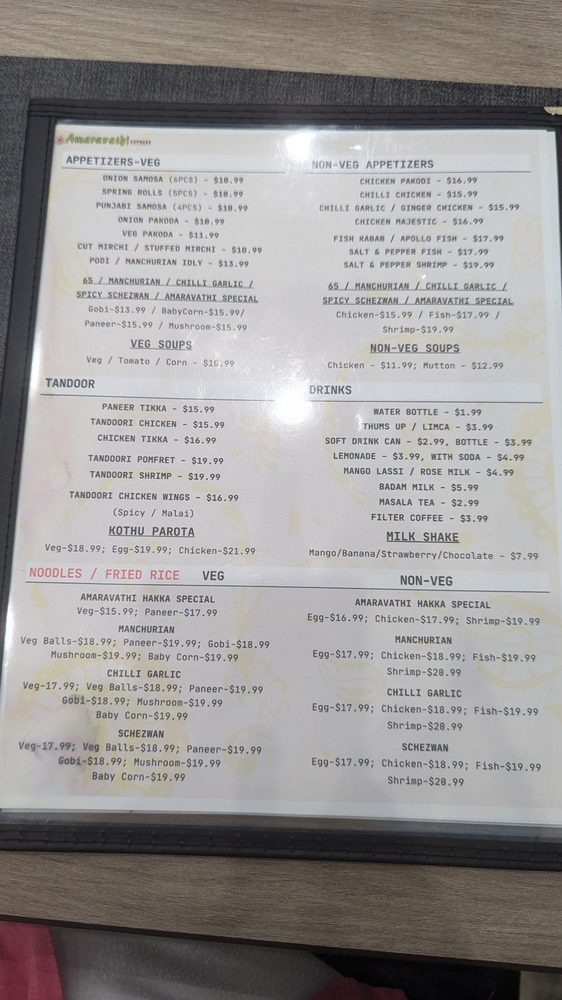 Amaravathi EXPRESS
APPETIZERS-VEG
ONION SAMOSA (6PCS) - $10.99
SPRING ROLLS (5PCS) - $10.99
PUNJABI SAMOSA (4PCS) - $10.99
ONION PAKODA - $10.99
VEG PAKODA - $11.99
CUT MIRCHI / STUFFED MIRCHI - $10.99
PODI / MANCHURIAN IDLY - $13.99
65 / MANCHURIAN / CHILLI GARLIC /
SPICY SCHEZWAN / AMARAVATHI SPECIAL
Gobi-$13.99 / BabyCorn-$15.99/
Paneer-$15.99 / Mushroom-$15.99
VEG SOUPS
Veg / Tomato / Corn - $10.99
NON-VEG APPETIZERS
CHICKEN PAKODI - $16.99
CHILLI CHICKEN - $15.99
CHILLI GARLIC / GINGER CHICKEN - $15.99
CHICKEN MAJESTIC - $16.99
FISH KABAB / APOLLO FISH - $17.99
SALT & PEPPER FISH - $17.99
SALT & PEPPER SHRIMP - $19.99
65 / MANCHURIAN / CHILLI GARLIC /
SPICY SCHEZWAN / AMARAVATHI SPECIAL
Chicken-$15.99 / Fish-$17.99 /
Shrimp-$19.99
NON-VEG SOUPS
Chicken - $11.99; Mutton - $12.99
TANDOOR
PANEER TIKKA - $15.99
TANDOORI CHICKEN - $15.99
CHICKEN TIKKA - $16.99
TANDOORI POMFRET - $19.99
TANDOORI SHRIMP - $19.99
TANDOORI CHICKEN WINGS - $16.99
(Spicy / Malai)
KOTHU PAROTA
Veg-$18.99; Egg-$19.99; Chicken-$21.99
DRINKS
WATER BOTTLE - $1.99
THUMS UP / LIMCA - $3.99
SOFT DRINK CAN - $2.99, BOTTLE - $3.99
LEMONADE - $3.99, WITH SODA - $4.99
MANGO LASSI / ROSE MILK - $4.99
BADAM MILK - $5.99
MASALA TEA - $2.99
FILTER COFFEE - $3.99
MILK SHAKE
Mango/Banana/Strawberry/Chocolate - $7.99
NOODLES / FRIED RICE VEG
AMARAVATHI HAKKA SPECIAL
Veg-$15.99; Paneer-$17.99
MANCHURIAN
Veg Balls-$18.99; Paneer-$19.99; Gobi-$18.99
Mushroom-$19.99; Baby Corn-$19.99
CHILLI GARLIC
Veg-17.99; Veg Balls-$18.99; Paneer-$19.99
Gobi-$18.99; Mushroom-$19.99
Baby Corn-$19.99
SCHEZWAN
Veg-17.99; Veg Balls-$18.99; Paneer-$19.99
Gobi-$18.99; Mushroom-$19.99
Baby Corn-$19.99
NON-VEG
AMARAVATHI HAKKA SPECIAL
Egg-$16.99; Chicken-$17.99; Shrimp-$19.99
MANCHURIAN
Egg-$17.99; Chicken-$18.99; Fish-$19.99
Shrimp-$20.99
CHILLI GARLIC
Egg-$17.99; Chicken-$18.99; Fish-$19.99
Shrimp-$20.99
SCHEZWAN
Egg-$17.99; Chicken-$18.99; Fish-$19.99
Shrimp-$20.99